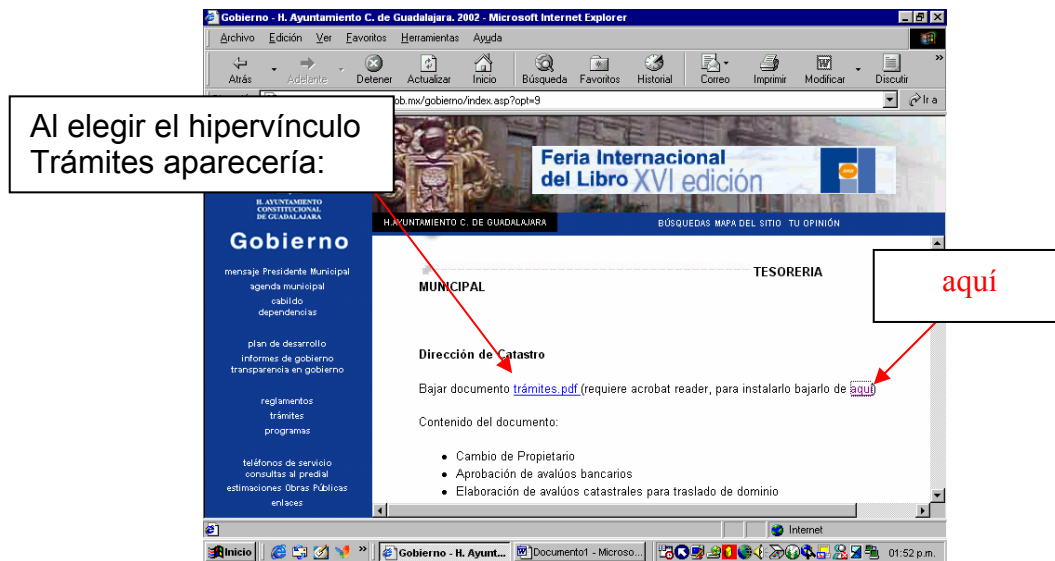 Gobierno - H. Ayuntamiento C. de Guadalajara. 2002 - Microsoft Internet Explorer
Archivo Edición Ver Favoritos Herramientas Ayuda
Atrás Adelante Detener Actualizar Inicio Búsqueda Favoritos Historial Correo Imprimir Modificar Discutir
ob.mx/gobierno/index.asp?opt=9 Ir a
Al elegir el hipervínculo
Trámites aparecería:
Feria Internacional
del Libro XVI edición
H. AYUNTAMIENTO
CONSTITUCIONAL
DE GUADALAJARA
H.AYUNTAMIENTO C. DE GUADALAJARA BÚSQUEDAS MAPA DEL SITIO TU OPINIÓN
Gobierno
mensaje Presidente Municipal
agenda municipal
cabildo
dependencias
plan de desarrollo
informes de gobierno
transparencia en gobierno
reglamentos
trámites
programas
teléfonos de servicio
consultas al predial
estimaciones Obras Públicas
enlaces
TESORERIA
MUNICIPAL
aquí
Dirección de Catastro
Bajar documento trámites.pdf (requiere acrobat reader, para instalarlo bajarlo de aquí)
Contenido del documento:
• Cambio de Propietario
• Aprobación de avalúos bancarios
• Elaboración de avalúos catastrales para traslado de dominio
Internet
Inicio » Gobierno - H. Ayunt... Documento1 - Microso... 01:52 p.m.